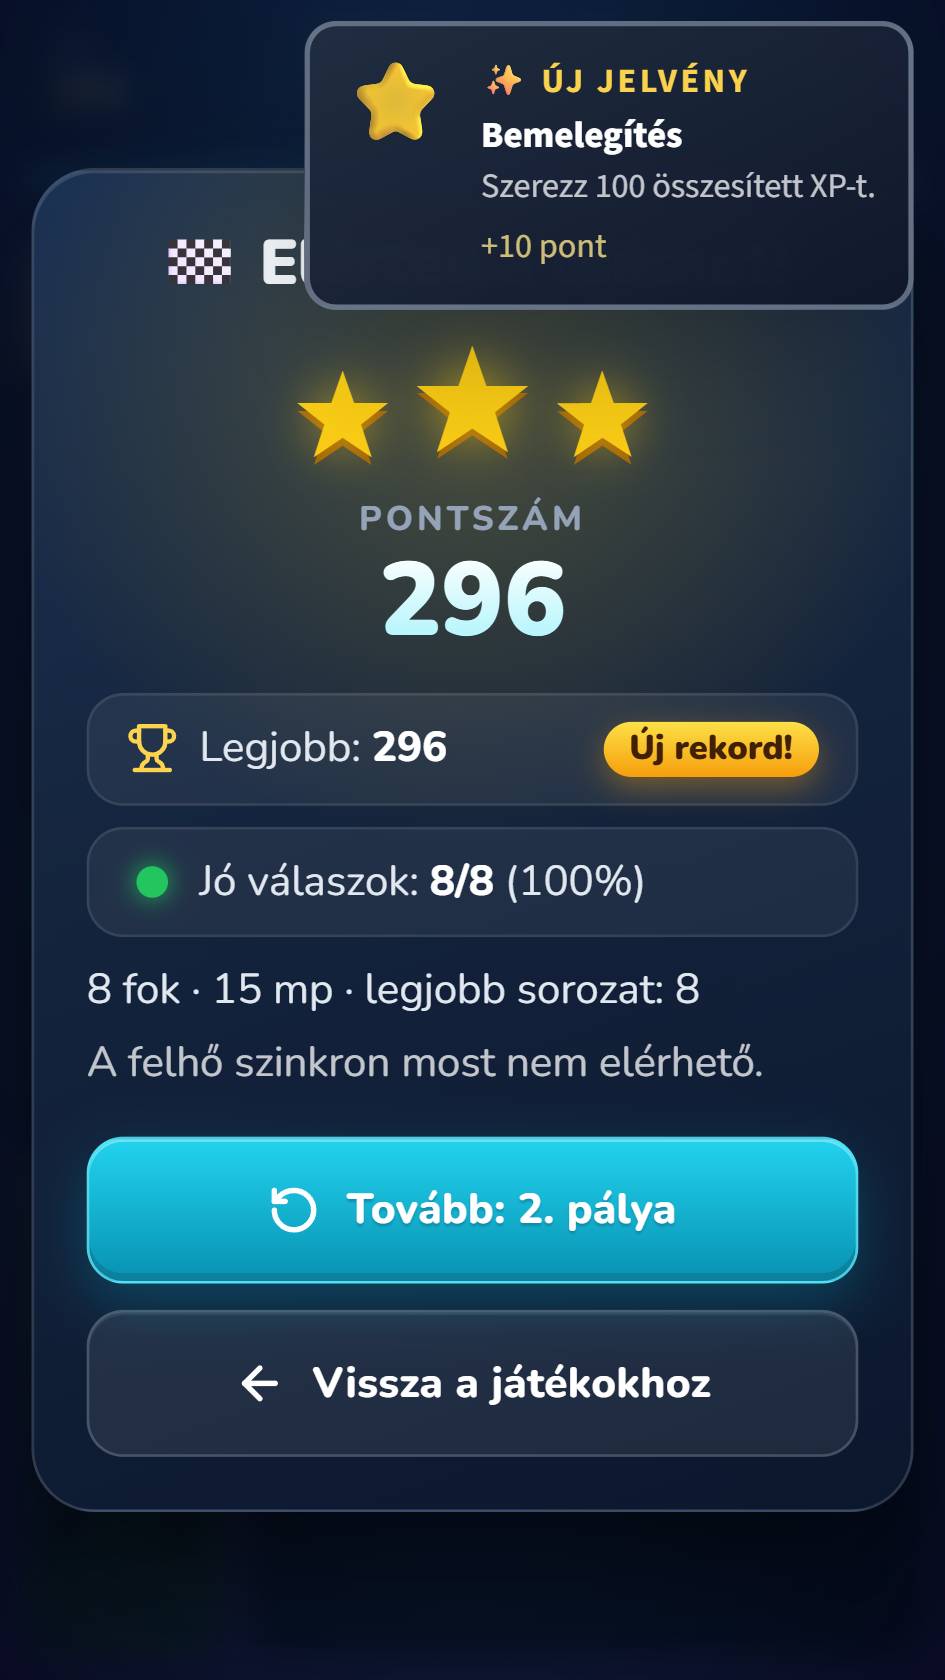 ÚJ JELVÉNY
Bemelegítés
Szerezz 100 összesített XP-t.
+10 pont
PONTSZÁM
296
Legjobb: 296
Új rekord!
Jó válaszok: 8/8 (100%)
8 fok · 15 mp · legjobb sorozat: 8
A felhő szinkron most nem elérhető.
Tovább: 2. pálya
Vissza a játékokhoz